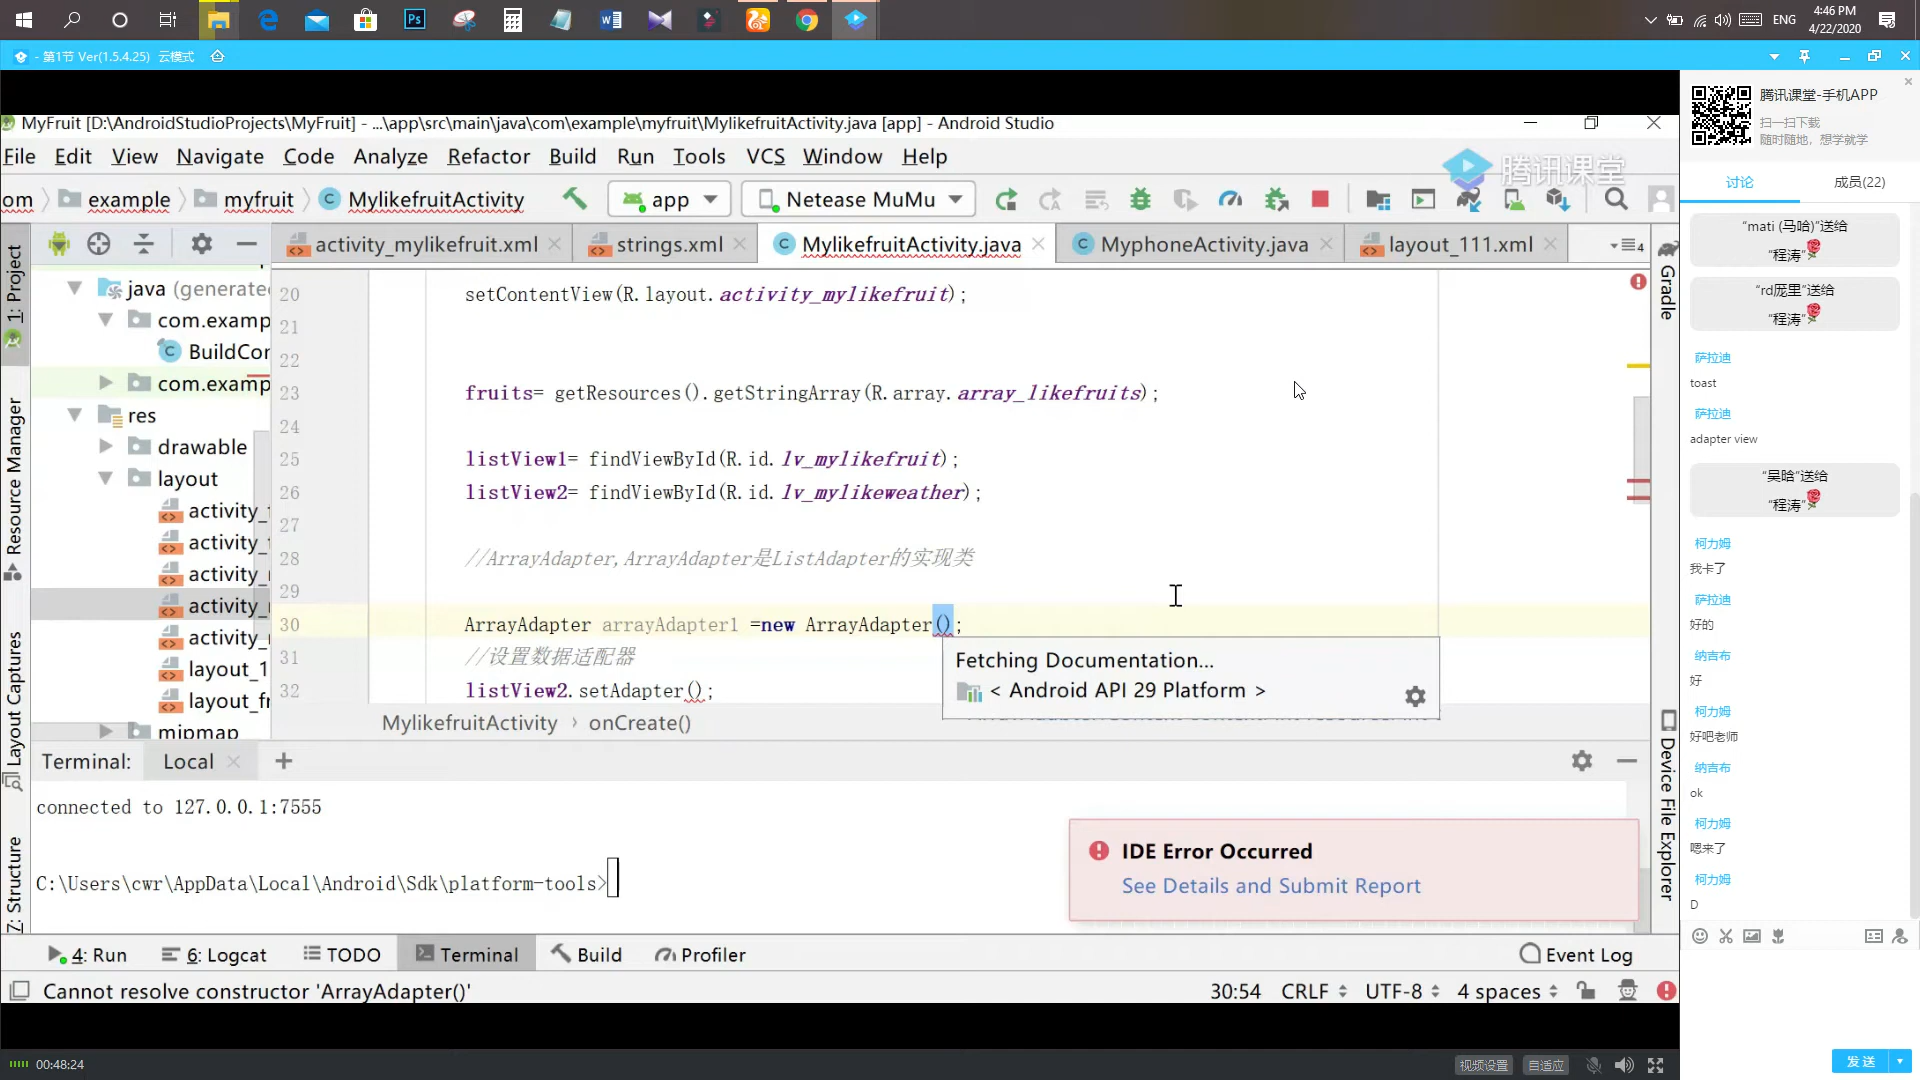 4:46 PM
ENG
4/22/2020
- 第1节 Ver(1.5.4.25) 云模式
MyFruit [D:\AndroidStudioProjects\MyFruit] - ...\app\src\main\java\com\example\myfruit\MylikefruitActivity.java [app] - Android Studio
File Edit View Navigate Code Analyze Refactor Build Run Tools VCS Window Help
腾讯课堂
om example myfruit MylikefruitActivity app Netease MuMu
activity_mylikefruit.xml strings.xml MylikefruitActivity.java MyphoneActivity.java layout_111.xml
1: Project
Resource Manager
Layout Captures
Z: Structure
java (generate
com.examp
BuildCon
com.examp
res
drawable
layout
activity_
activity_
activity_
activity_
activity_
layout_1
layout_fr
mipmap
20 setContentView(R.layout.activity_mylikefruit);
21
22
23 fruits= getResources().getStringArray(R.array.array_likefruits);
24
25 listView1= findViewById(R.id.lv_mylikefruit);
26 listView2= findViewById(R.id.lv_mylikeweather);
27
28 //ArrayAdapter,ArrayAdapter是ListAdapter的实现类
29
30 ArrayAdapter arrayAdapter1 =new ArrayAdapter();
31 //设置数据适配器
32 listView2.setAdapter();
Fetching Documentation...
< Android API 29 Platform >
MylikefruitActivity › onCreate()
Gradle
Device File Explorer
Terminal: Local +
connected to 127.0.0.1:7555
C:\Users\cwr\AppData\Local\Android\Sdk\platform-tools>
IDE Error Occurred
See Details and Submit Report
4: Run 6: Logcat TODO Terminal Build Profiler Event Log
Cannot resolve constructor 'ArrayAdapter()' 30:54 CRLF UTF-8 4 spaces
00:48:24
视频设置 自适应
腾讯课堂-手机APP
扫一扫下载
随时随地，想学就学
讨论 成员(22)
“mati (马哈)”送给
“程涛”
“rd厐里”送给
“程涛”
萨拉迪
toast
萨拉迪
adapter view
“吴晗”送给
“程涛”
柯力姆
我卡了
萨拉迪
好的
纳吉布
好
柯力姆
好吧老师
纳吉布
ok
柯力姆
嗯来了
柯力姆
D
发送